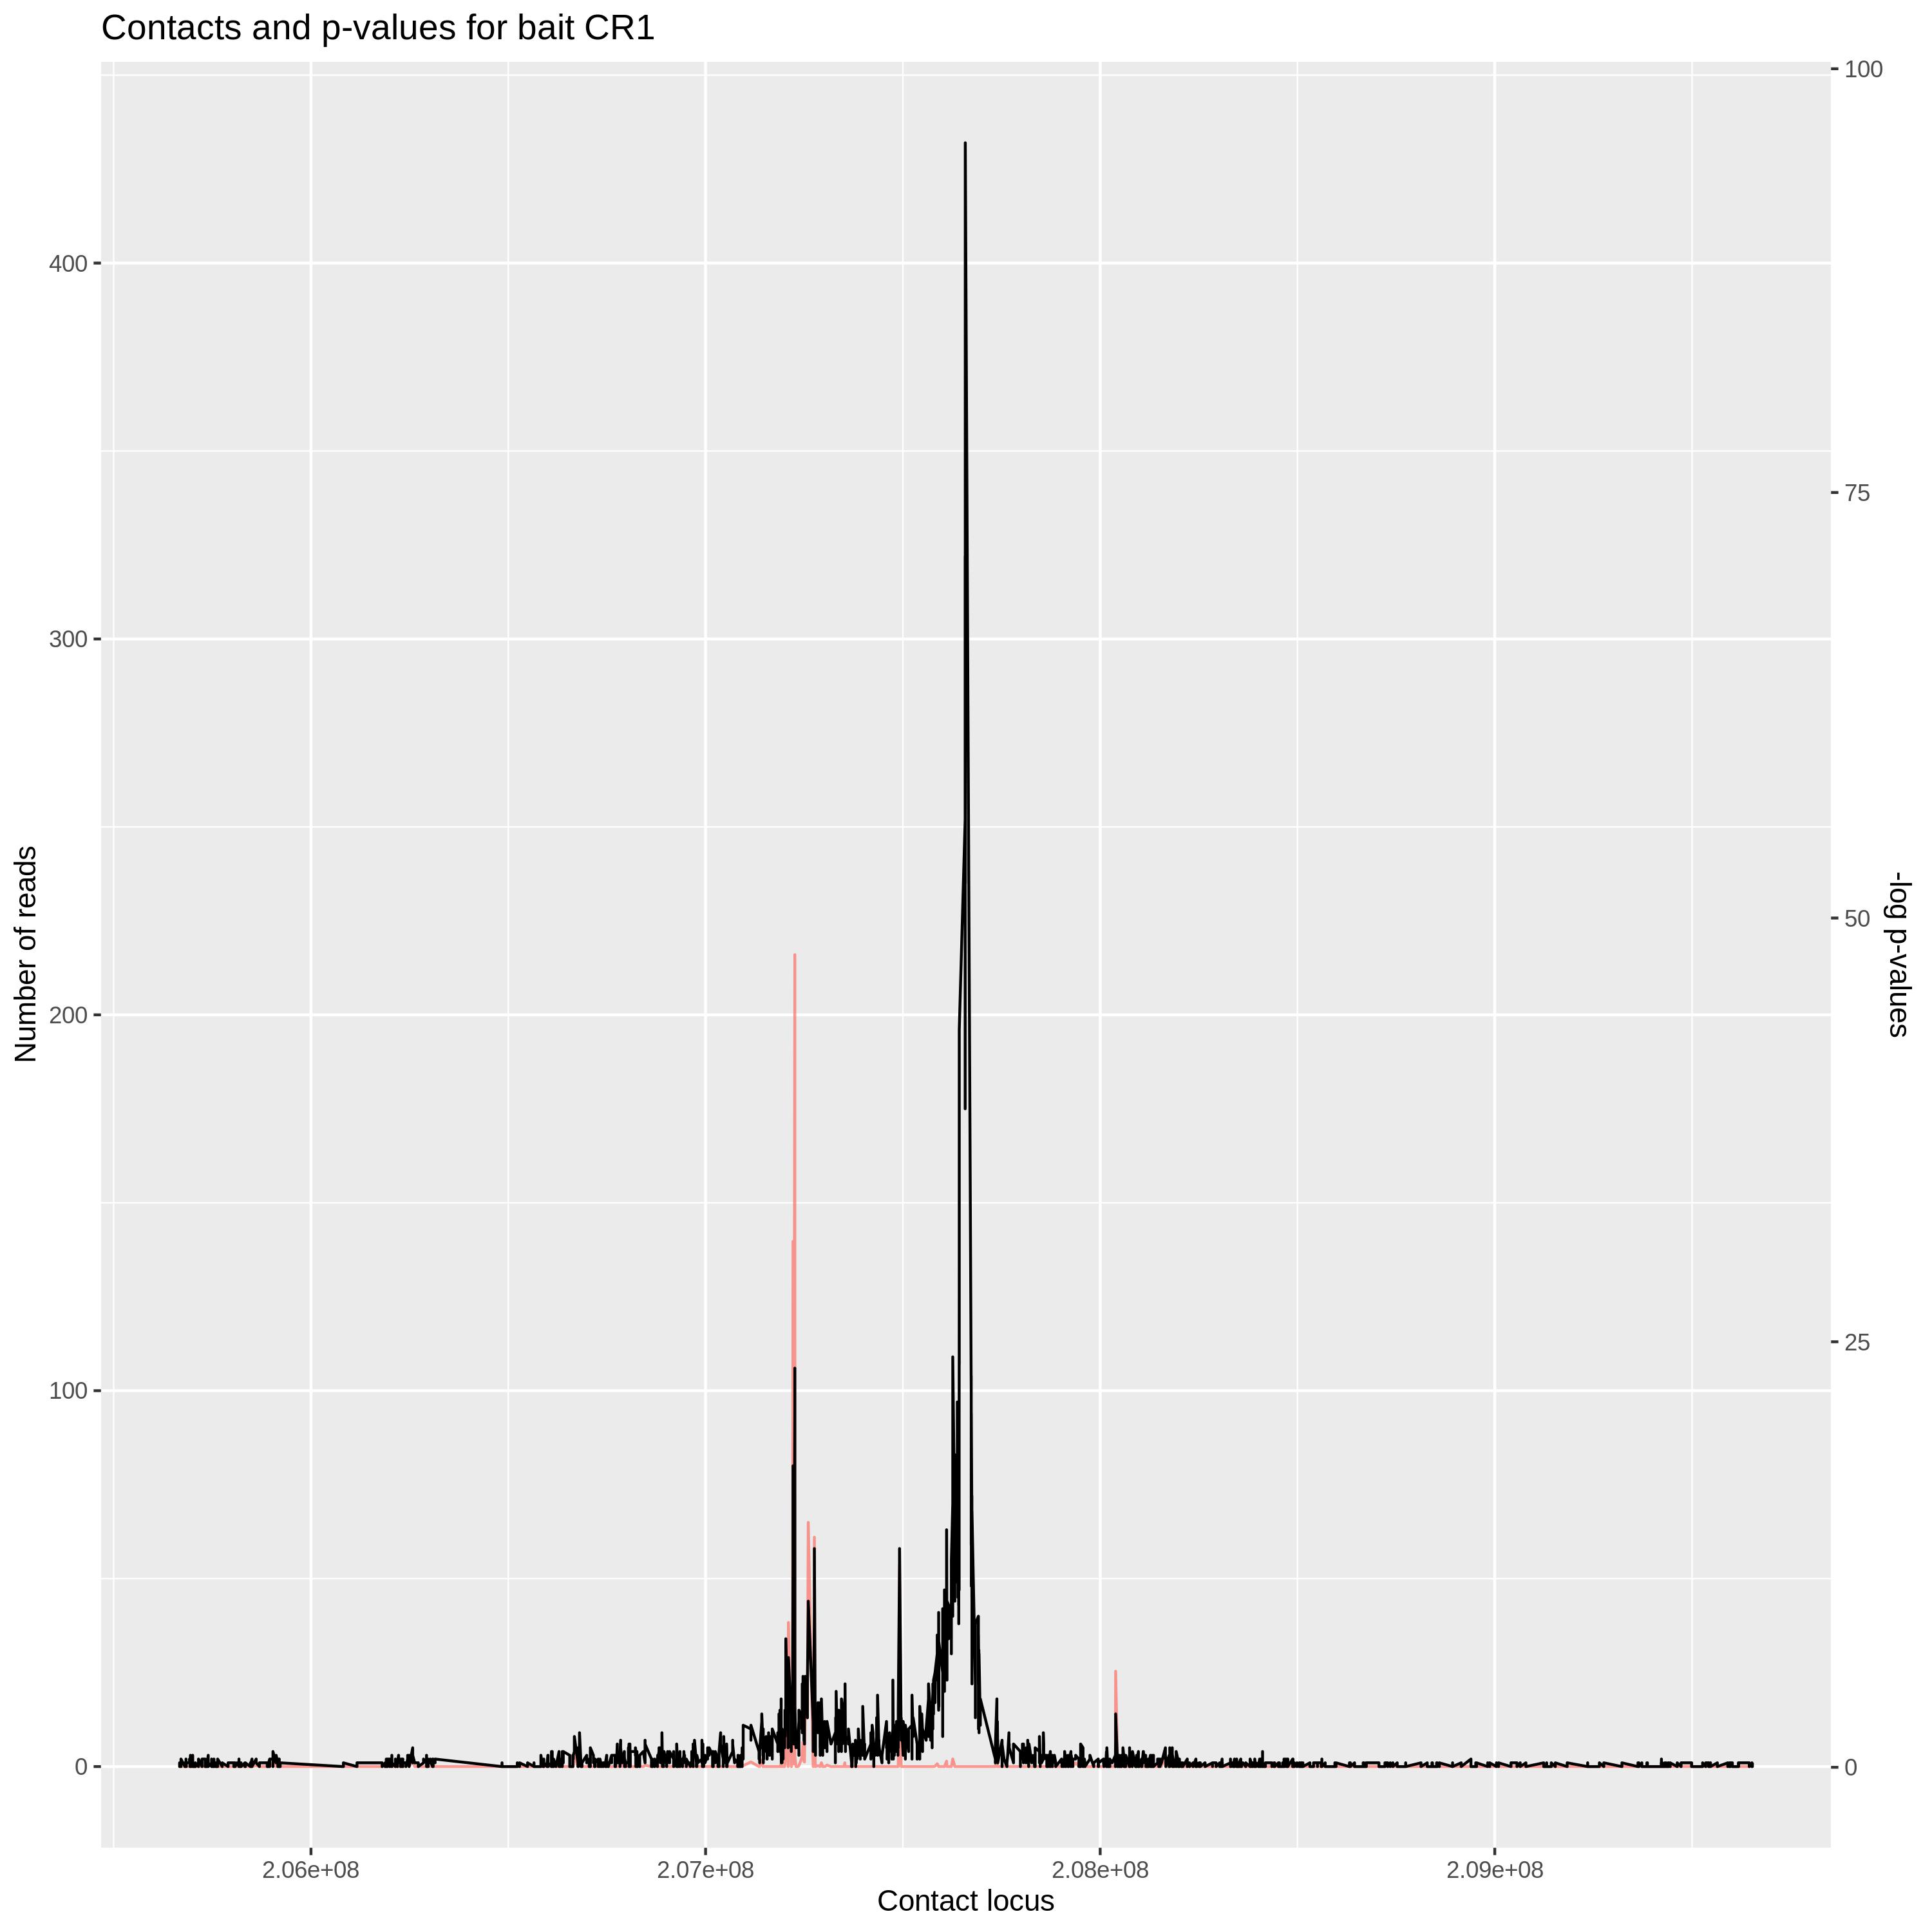 Contacts and p-values for bait CR1
Number of reads
400
300
200
100
0
100
75
50
25
0
-log p-values
2.06e+08
2.07e+08
2.08e+08
2.09e+08
Contact locus